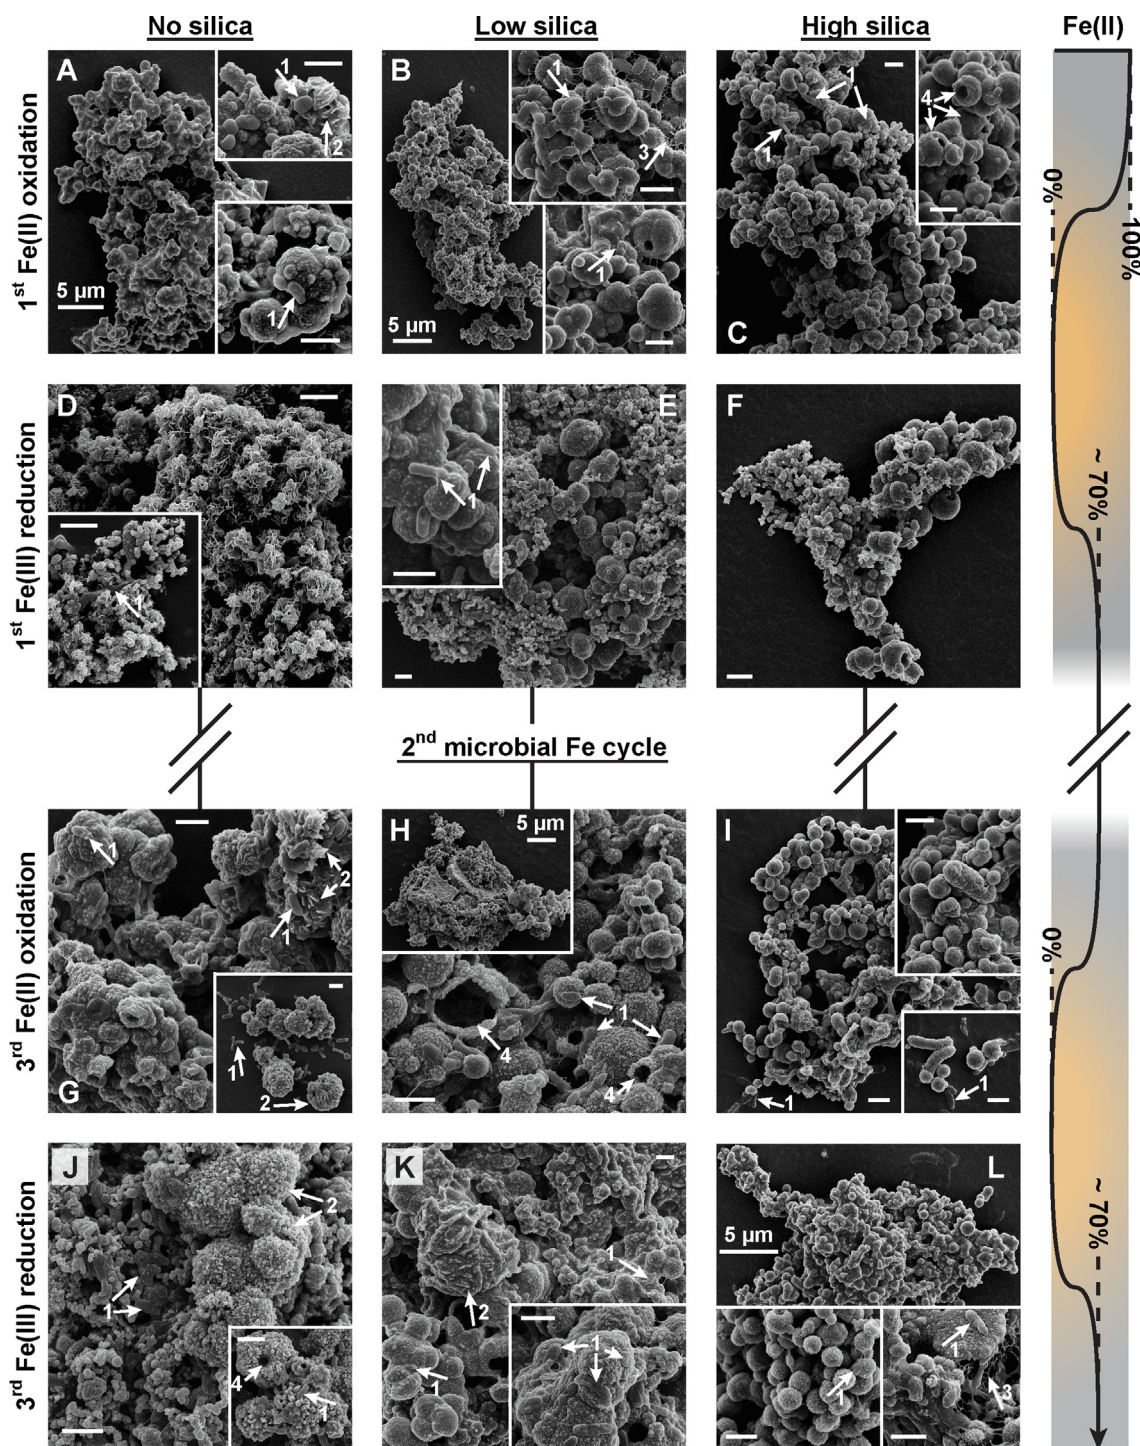 No silica
Low silica
High silica
Fe(II)
1st Fe(II) oxidation
A
1
2
1
5 µm
B
1
3
1
5 µm
C
1
1
4
0%
100%
1st Fe(III) reduction
D
1
E
1
F
~ 70%
2nd microbial Fe cycle
3rd Fe(II) oxidation
G
1
2
1
1
2
H
5 µm
1
4
4
I
1
1
0%
3rd Fe(III) reduction
J
2
1
4
1
K
1
2
1
1
L
5 µm
1
1
3
~ 70%